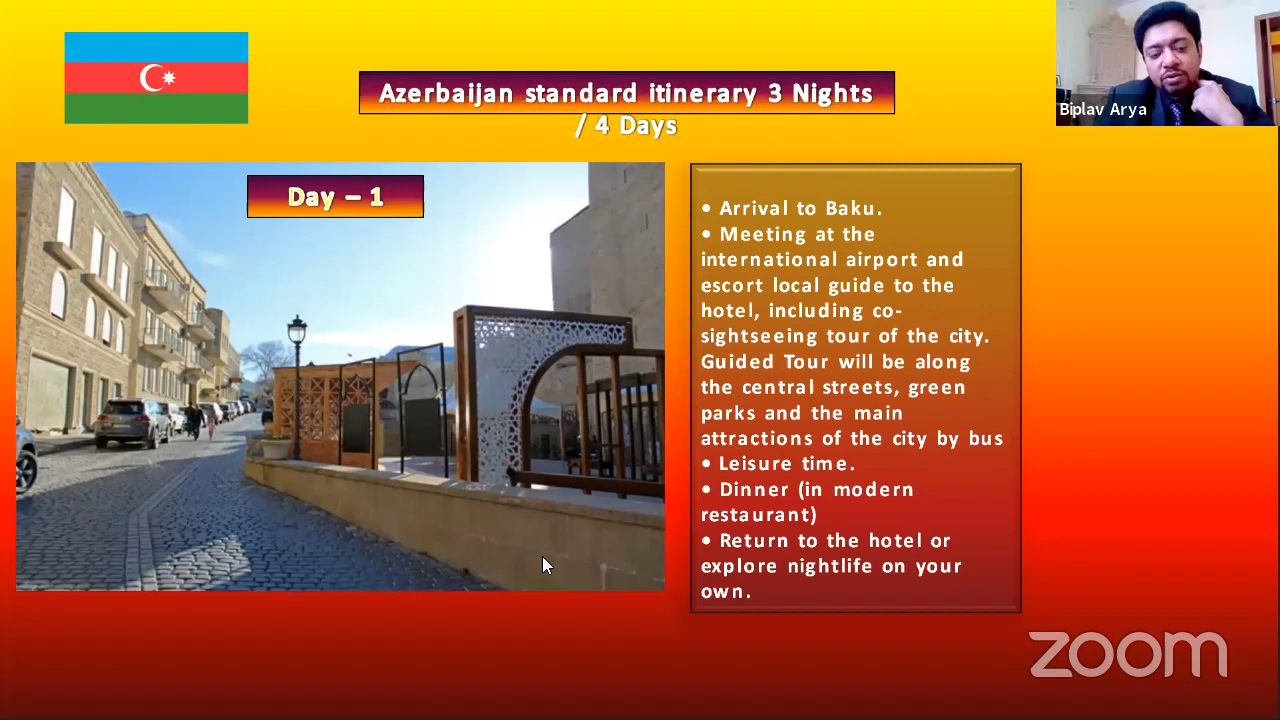 Azerbaijan standard itinerary 3 Nights
/ 4 Days
Biplav Arya
Day – 1
• Arrival to Baku.
• Meeting at the
international airport and
escort local guide to the
hotel, including co-
sightseeing tour of the city.
Guided Tour will be along
the central streets, green
parks and the main
attractions of the city by bus
• Leisure time.
• Dinner (in modern
restaurant)
• Return to the hotel or
explore nightlife on your
own.
zoom